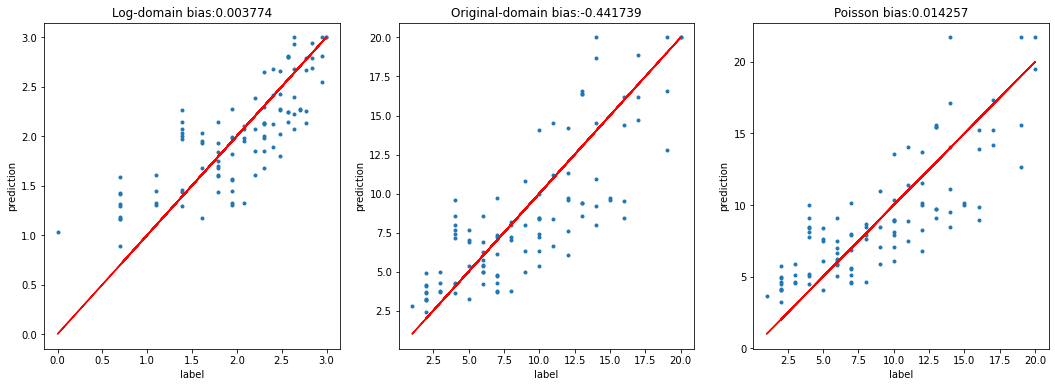 Log-domain bias:0.003774
3.0
2.5
2.0
1.5
1.0
0.5
0.0
prediction
0.0 0.5 1.0 1.5 2.0 2.5 3.0
label
Original-domain bias:-0.441739
20.0
17.5
15.0
12.5
10.0
7.5
5.0
2.5
prediction
2.5 5.0 7.5 10.0 12.5 15.0 17.5 20.0
label
Poisson bias:0.014257
20
15
10
5
0
prediction
2.5 5.0 7.5 10.0 12.5 15.0 17.5 20.0
label